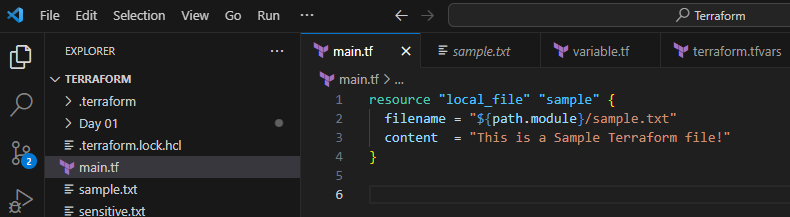 File Edit Selection View Go Run ··· Terraform
EXPLORER ···
TERRAFORM
.terraform
Day 01
.terraform.lock.hcl
main.tf
sample.txt
sensitive.txt
2
main.tf sample.txt variable.tf terraform.tfvars
main.tf > ...
1 resource "local_file" "sample" {
2 filename = "${path.module}/sample.txt"
3 content = "This is a Sample Terraform file!"
4 }
5
6